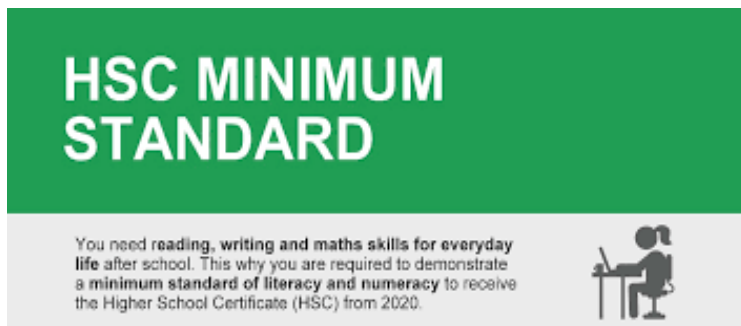 HSC MINIMUM
STANDARD
You need reading, writing and maths skills for everyday
life after school. This why you are required to demonstrate
a minimum standard of literacy and numeracy to receive
the Higher School Certificate (HSC) from 2020.